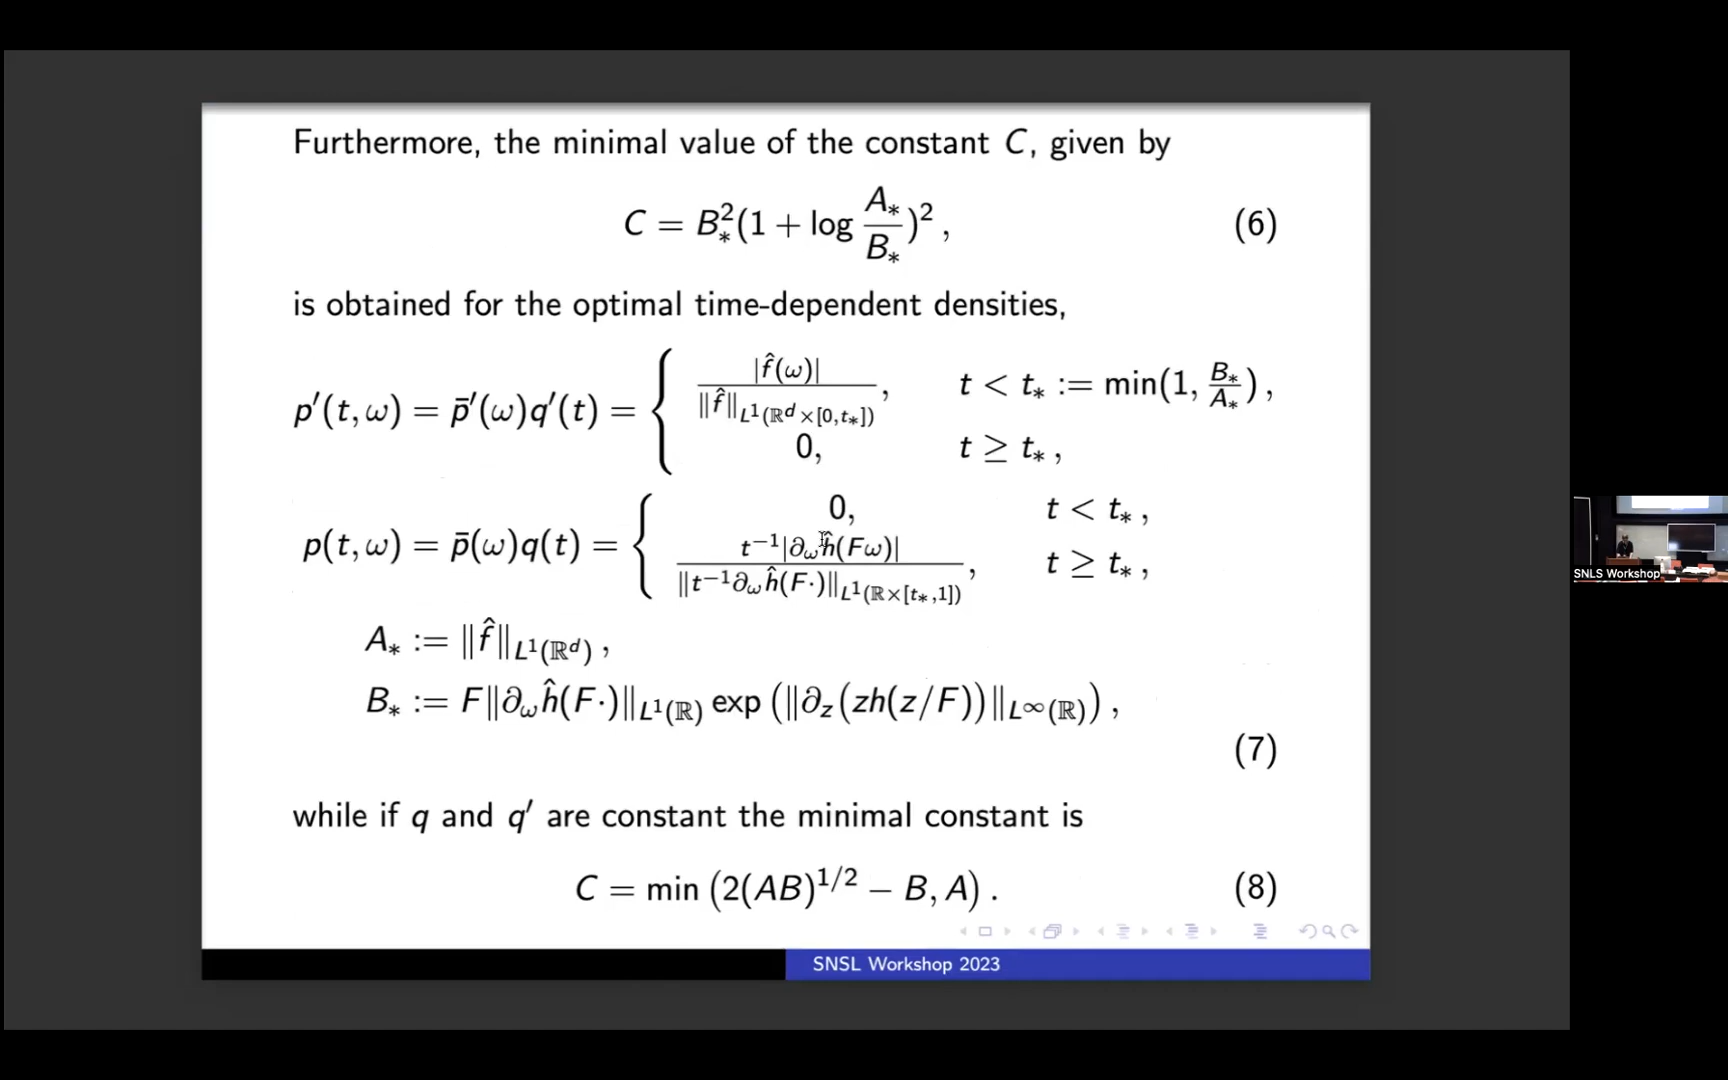 Furthermore, the minimal value of the constant C, given by
C = B_*^2(1 + log A_*/B_*)^2 , (6)
is obtained for the optimal time-dependent densities,
p′(t, ω) = p̄′(ω)q′(t) = { |f̂(ω)| / ‖f̂‖_{L^1(ℝ^d×[0,t_*])}, t < t_* := min(1, B_*/A_*) ,
0, t ≥ t_* ,
p(t, ω) = p̄(ω)q(t) = { 0, t < t_* ,
t^{−1}|∂_ω ĥ(Fω)| / ‖t^{−1}∂_ω ĥ(F·)‖_{L^1(ℝ×[t_*,1])}, t ≥ t_* ,
A_* := ‖f̂‖_{L^1(ℝ^d)} ,
B_* := F‖∂_ω ĥ(F·)‖_{L^1(ℝ)} exp (‖∂_z(zh(z/F))‖_{L^∞(ℝ)}) ,
(7)
while if q and q′ are constant the minimal constant is
C = min (2(AB)^{1/2} − B, A) . (8)
SNSL Workshop 2023
SNLS Workshop